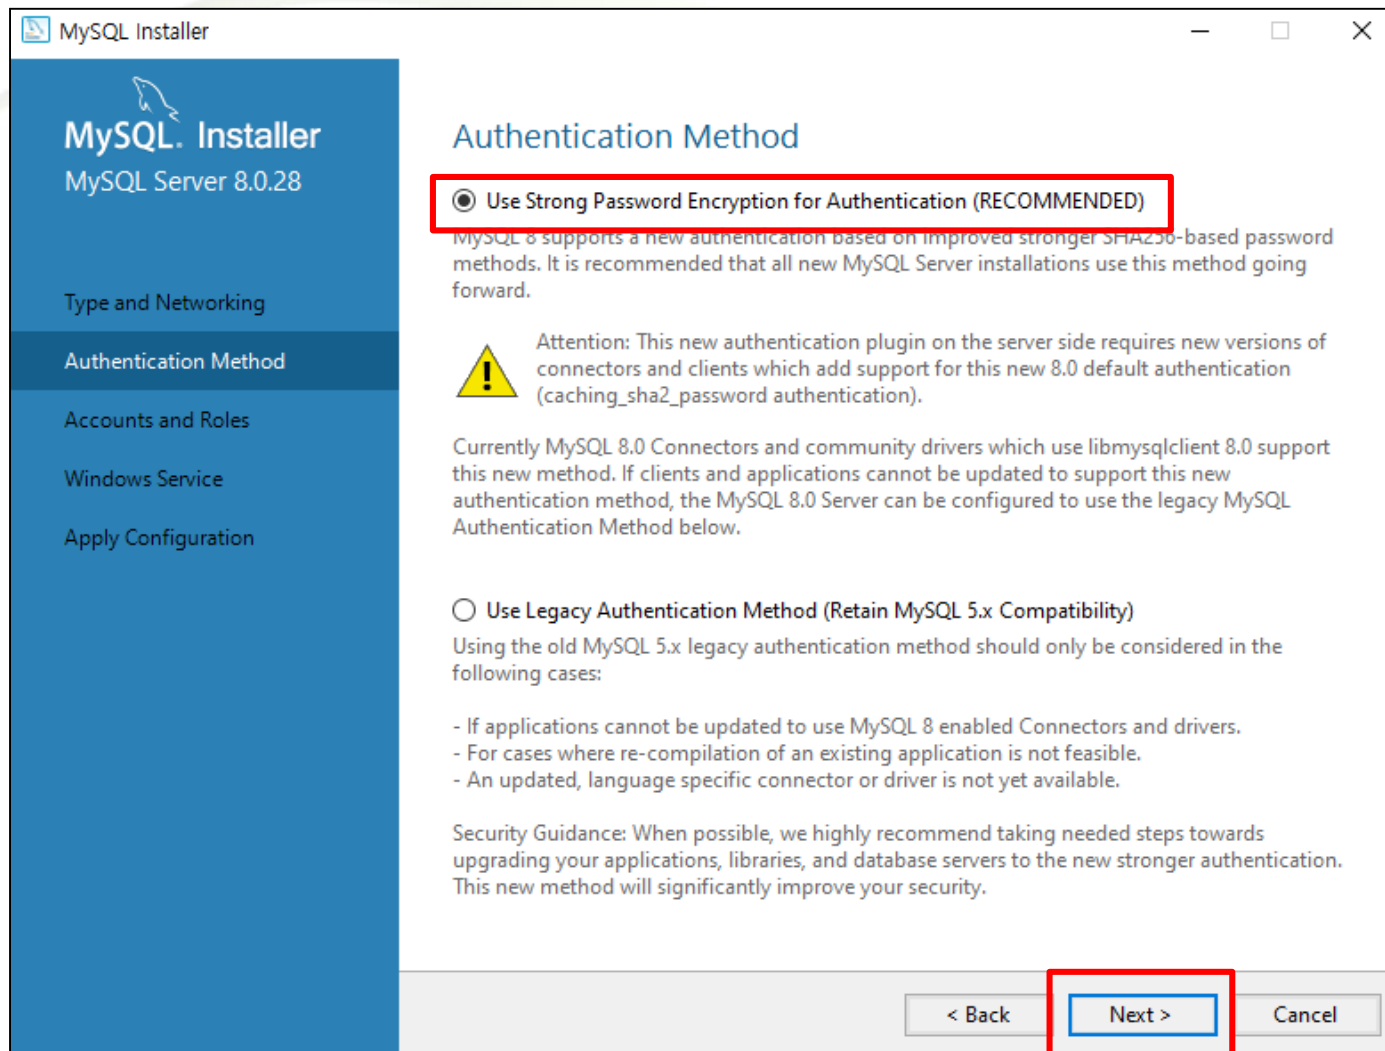 MySQL Installer
MySQL. Installer
MySQL Server 8.0.28
Type and Networking
Authentication Method
Accounts and Roles
Windows Service
Apply Configuration
Authentication Method
Use Strong Password Encryption for Authentication (RECOMMENDED)
MySQL 8 supports a new authentication based on improved stronger SHA256-based password
methods. It is recommended that all new MySQL Server installations use this method going
forward.
Attention: This new authentication plugin on the server side requires new versions of
connectors and clients which add support for this new 8.0 default authentication
(caching_sha2_password authentication).
Currently MySQL 8.0 Connectors and community drivers which use libmysqlclient 8.0 support
this new method. If clients and applications cannot be updated to support this new
authentication method, the MySQL 8.0 Server can be configured to use the legacy MySQL
Authentication Method below.
Use Legacy Authentication Method (Retain MySQL 5.x Compatibility)
Using the old MySQL 5.x legacy authentication method should only be considered in the
following cases:
- If applications cannot be updated to use MySQL 8 enabled Connectors and drivers.
- For cases where re-compilation of an existing application is not feasible.
- An updated, language specific connector or driver is not yet available.
Security Guidance: When possible, we highly recommend taking needed steps towards
upgrading your applications, libraries, and database servers to the new stronger authentication.
This new method will significantly improve your security.
< Back
Next >
Cancel